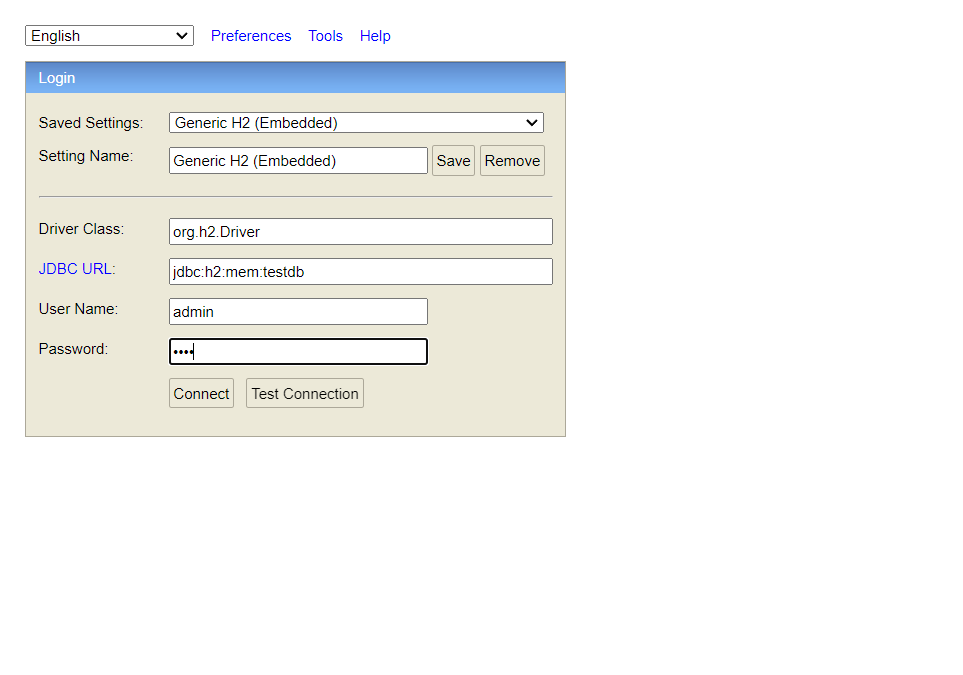 English Preferences Tools Help
Login
Saved Settings: Generic H2 (Embedded)
Setting Name: Generic H2 (Embedded) Save Remove
Driver Class: org.h2.Driver
JDBC URL: jdbc:h2:mem:testdb
User Name: admin
Password: ••••
Connect Test Connection